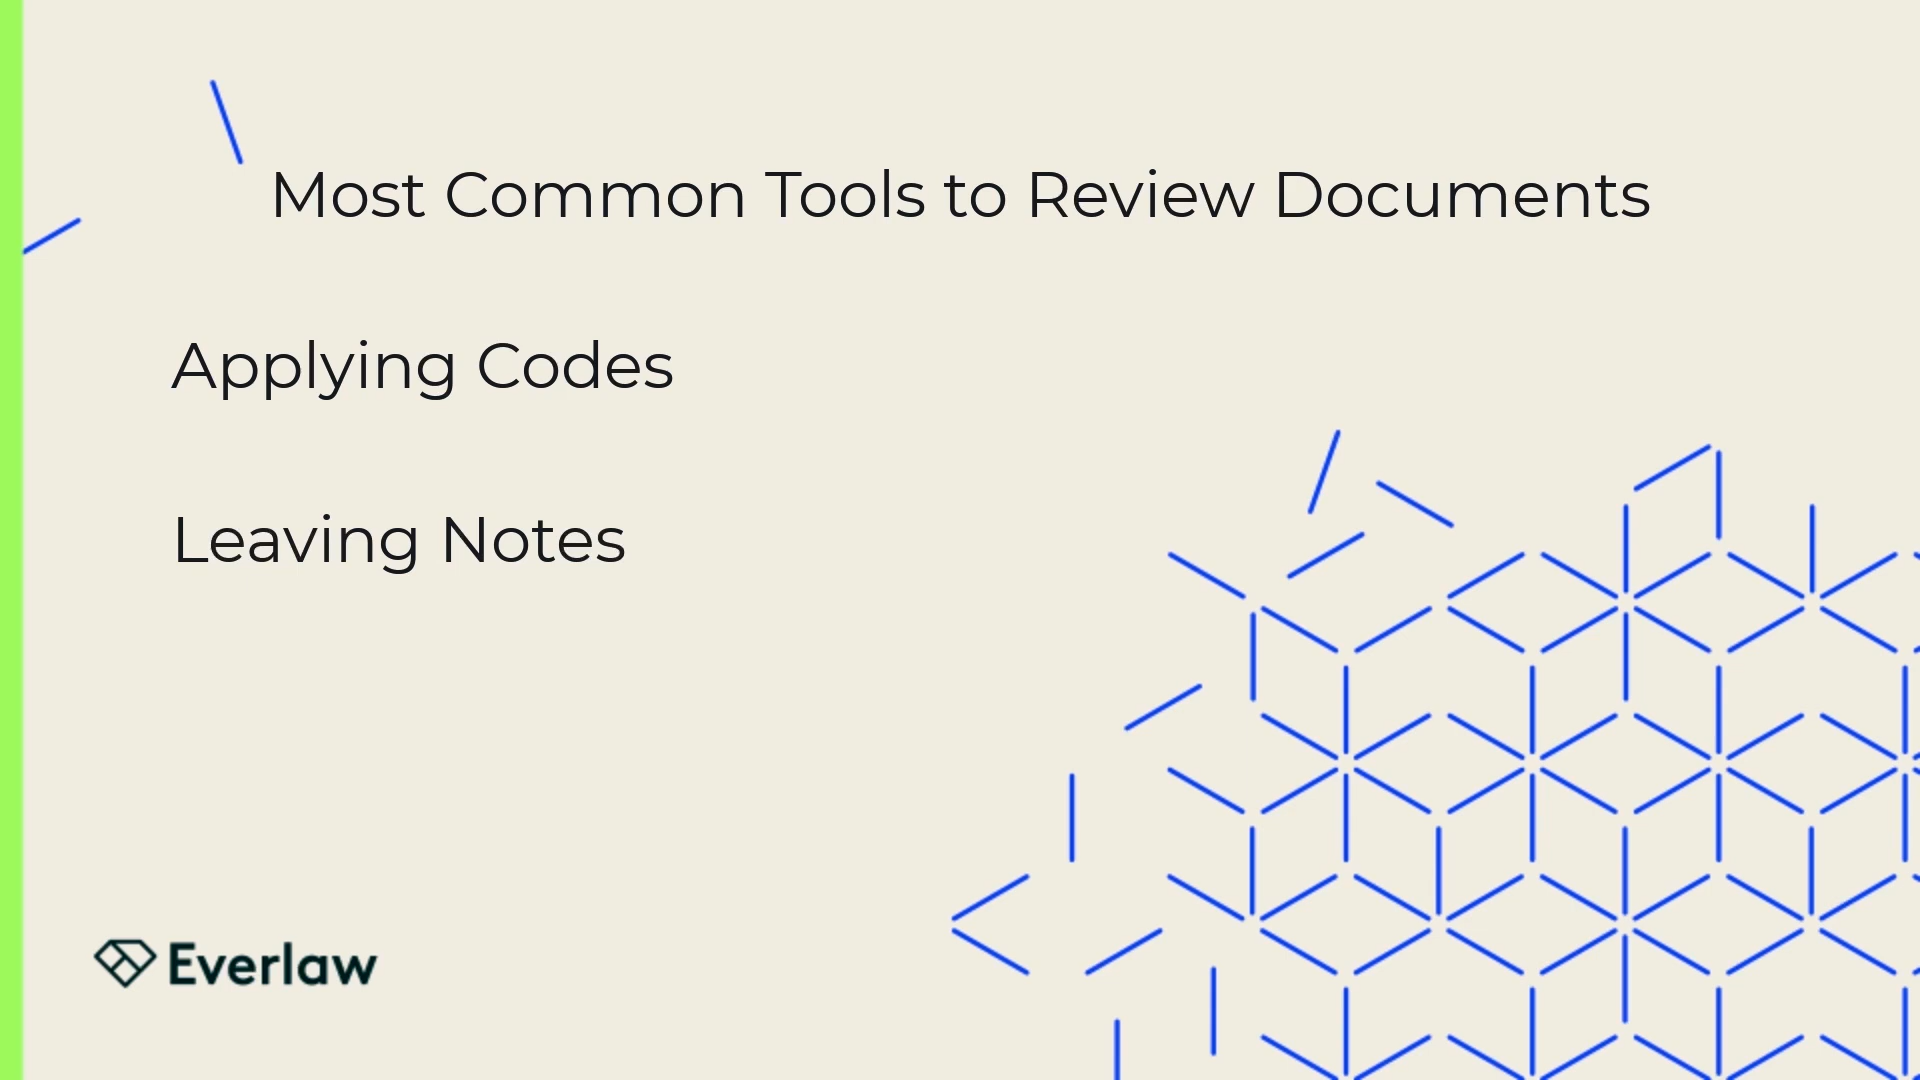 Most Common Tools to Review Documents
Applying Codes
Leaving Notes
Everlaw